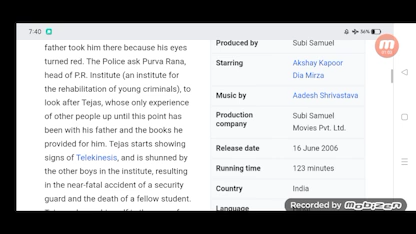 7:40
56%
father took him there because his eyes
turned red. The Police ask Purva Rana,
head of P.R. Institute (an institute for
the rehabilitation of young criminals), to
look after Tejas, whose only experience
of other people up until this point has
been with his father and the books he
provided for him. Tejas starts showing
signs of Telekinesis, and is shunned by
the other boys in the institute, resulting
in the near-fatal accident of a security
guard and the death of a fellow student.
Produced by Subi Samuel
Starring Akshay Kapoor
Dia Mirza
Music by Aadesh Shrivastava
Production Subi Samuel
company Movies Pvt. Ltd.
Release date 16 June 2006
Running time 123 minutes
Country India
Language
Recorded by Mobizen